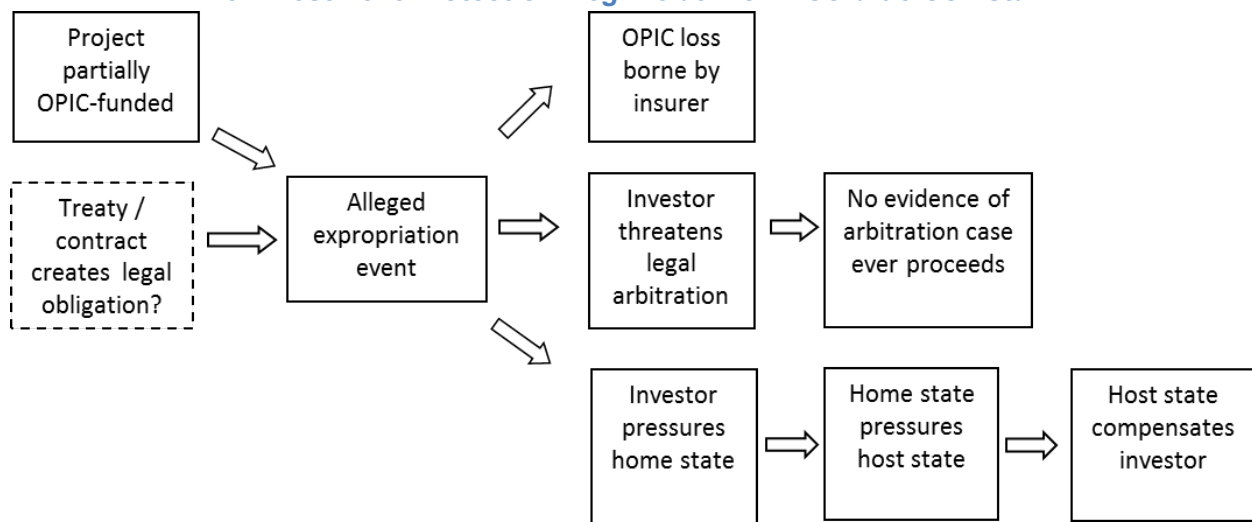 Project
partially
OPIC-funded
OPIC loss
borne by
insurer
Treaty /
contract
creates legal
obligation?
Alleged
expropriation
event
Investor
threatens
legal
arbitration
No evidence of
arbitration case
ever proceeds
Investor
pressures
home state
Home state
pressures
host state
Host state
compensates
investor